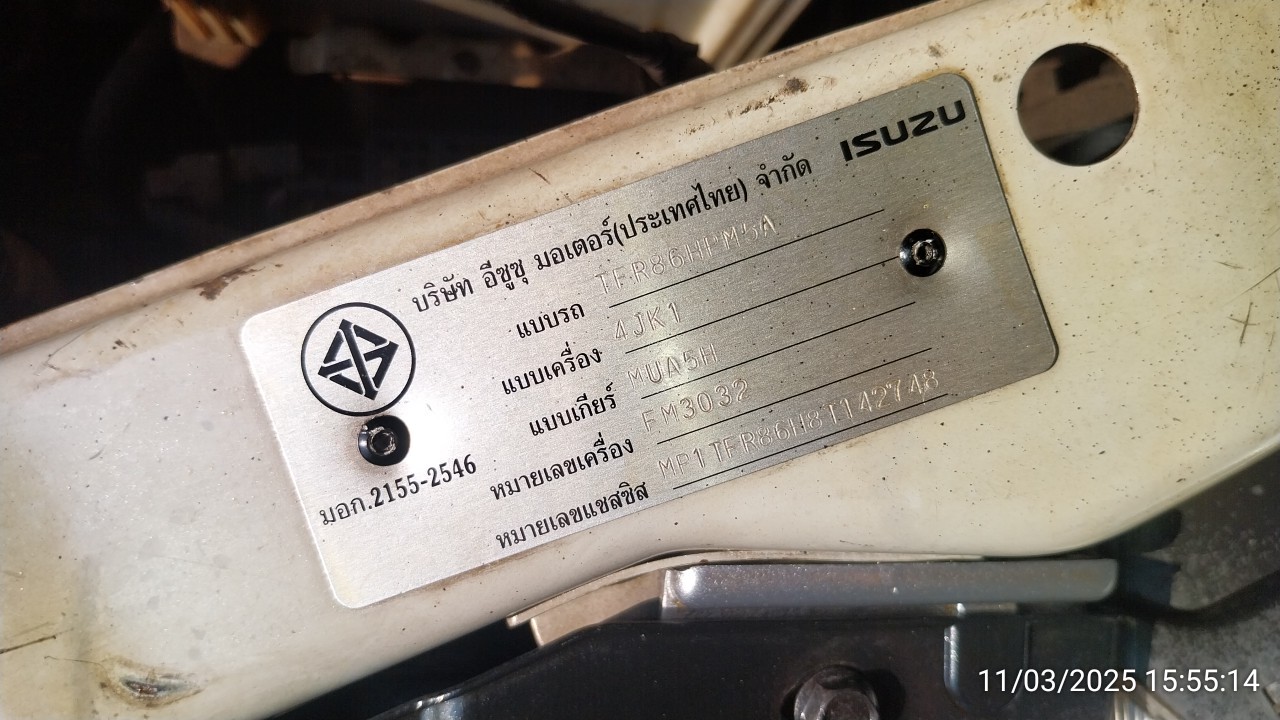 ISUZU
บริษัท อีซูซุ มอเตอร์(ประเทศไทย) จำกัด
แบบรถ TFR86HPM5A
แบบเครื่อง 4JK1
แบบเกียร์ MUA5H
หมายเลขเครื่อง FM3032
หมายเลขแชสซิส MP1TFR86H8T142748
มอก.2155-2546
11/03/2025 15:55:14